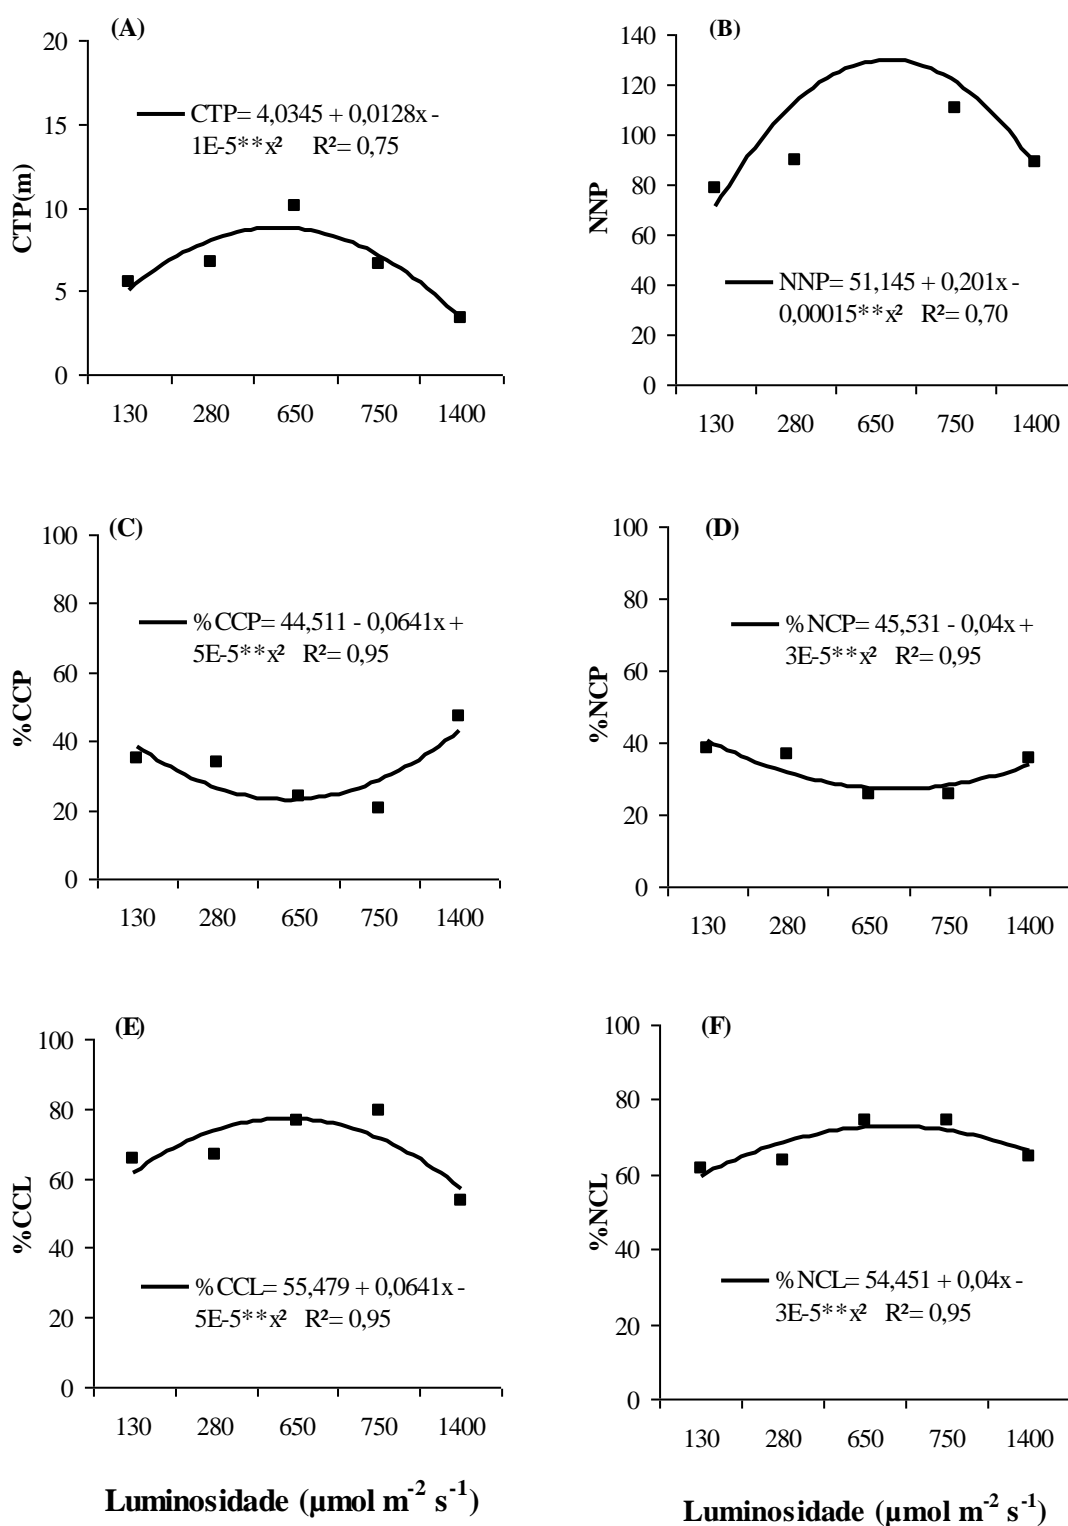 (A)
20
15
10
5
0
CTP(m)
CTP= 4,0345 + 0,0128x -
1E-5**x² R²= 0,75
130 280 650 750 1400
(B)
140
120
100
80
60
40
20
0
NNP
NNP= 51,145 + 0,201x -
0,00015**x² R²= 0,70
130 280 650 750 1400
(C)
100
80
60
40
20
0
%CCP
%CCP= 44,511 - 0,0641x +
5E-5**x² R²= 0,95
130 280 650 750 1400
(D)
100
80
60
40
20
0
%NCP
%NCP= 45,531 - 0,04x +
3E-5**x² R²= 0,95
130 280 650 750 1400
(E)
100
80
60
40
20
0
%CCL
%CCL= 55,479 + 0,0641x -
5E-5**x² R²= 0,95
130 280 650 750 1400
Luminosidade (µmol m⁻² s⁻¹)
(F)
100
80
60
40
20
0
%NCL
%NCL= 54,451 + 0,04x -
3E-5**x² R²= 0,95
130 280 650 750 1400
Luminosidade (µmol m⁻² s⁻¹)